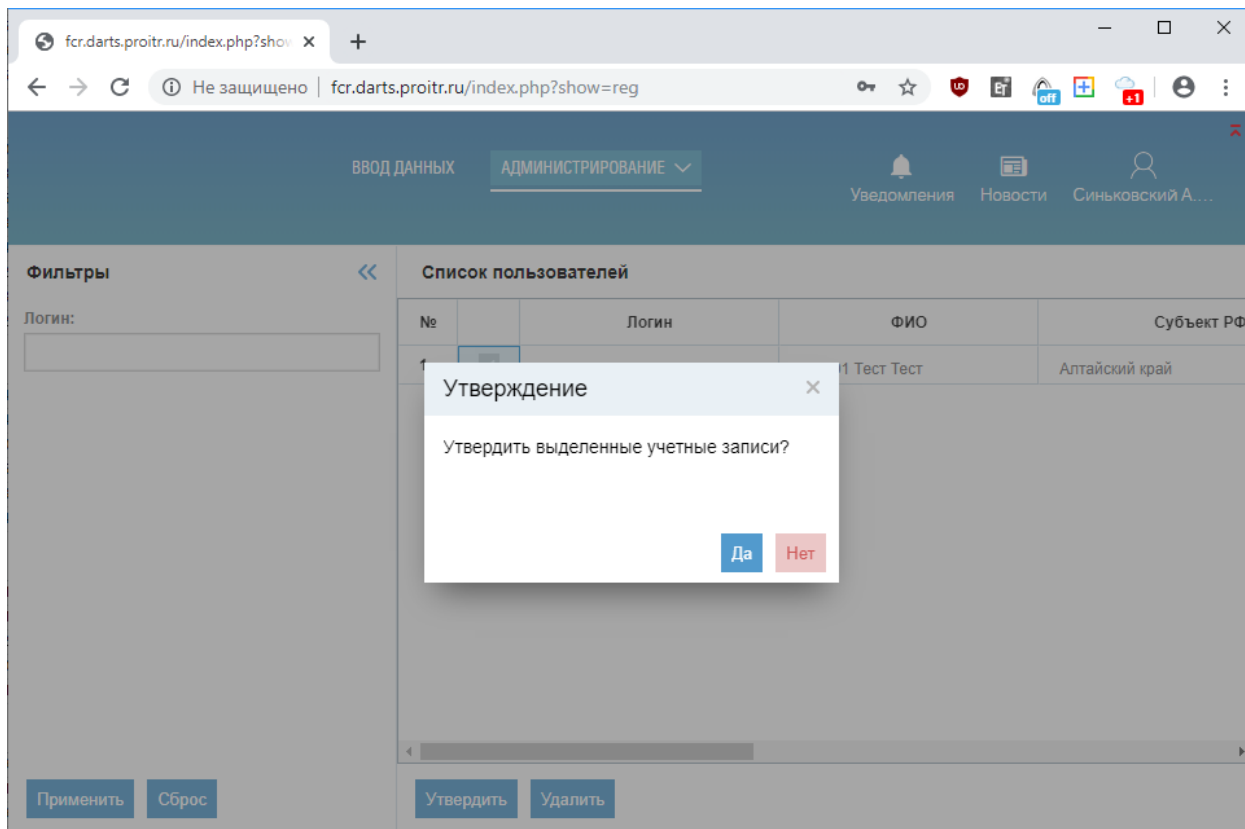 fcr.darts.proitr.ru/index.php?show
Не защищено | fcr.darts.proitr.ru/index.php?show=reg
off
+1
ВВОД ДАННЫХ
АДМИНИСТРИРОВАНИЕ
Уведомления
Новости
Синьковский А....
Фильтры
Логин:
Список пользователей
№ Логин ФИО Субъект РФ
1 Тест Тест Алтайский край
Утверждение
Утвердить выделенные учетные записи?
Да Нет
Применить Сброс
Утвердить Удалить